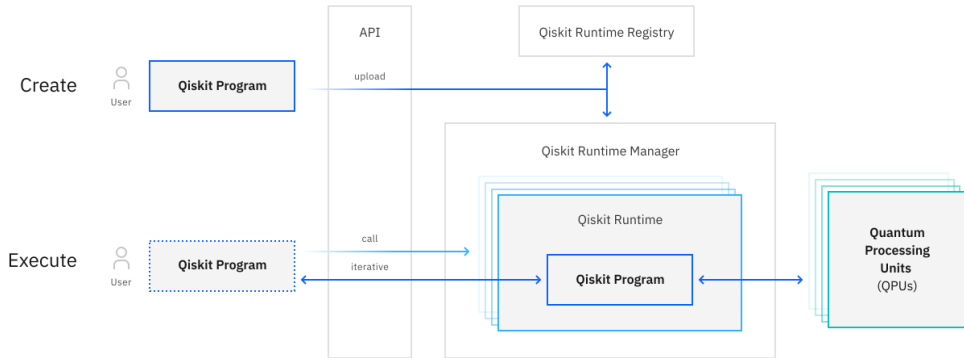 API
Qiskit Runtime Registry
Create
User
Qiskit Program
upload
Qiskit Runtime Manager
Qiskit Runtime
Execute
User
Qiskit Program
call
iterative
Qiskit Program
Quantum
Processing
Units
(QPUs)